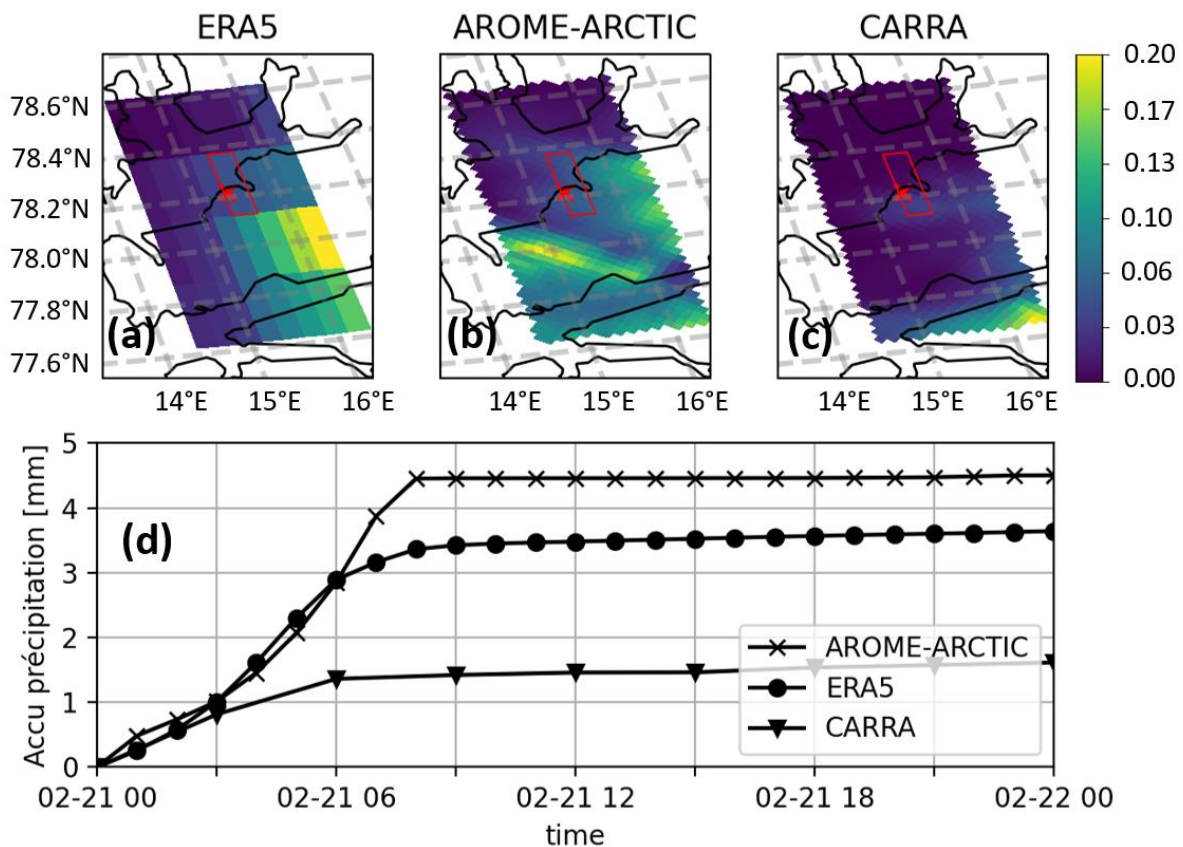 ERA5 AROME-ARCTIC CARRA
78.6°N
78.4°N
78.2°N
78.0°N
77.8°N
77.6°N
(a) (b) (c)
14°E 15°E 16°E 14°E 15°E 16°E 14°E 15°E 16°E
0.20
0.17
0.13
0.10
0.06
0.03
0.00
Accu précipitation [mm]
5
4
3
2
1
0
(d)
AROME-ARCTIC
ERA5
CARRA
02-21 00 02-21 06 02-21 12 02-21 18 02-22 00
time